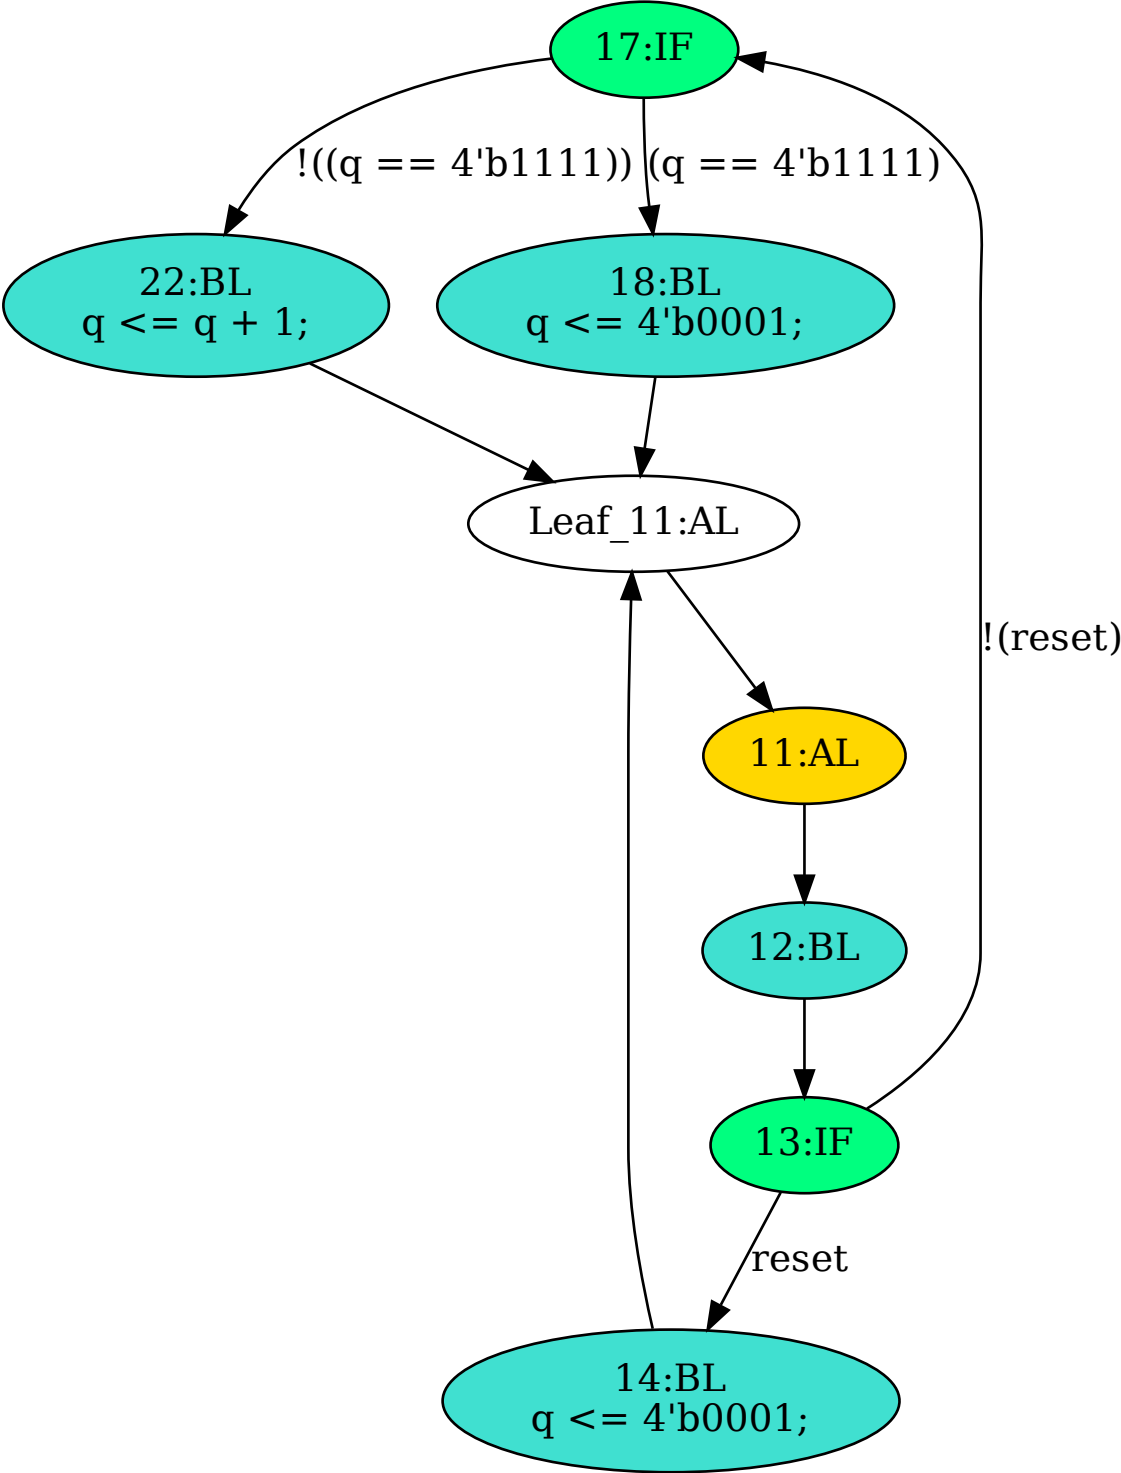 17:IF
!((q == 4'b1111))
(q == 4'b1111)
22:BL
q <= q + 1;
18:BL
q <= 4'b0001;
Leaf_11:AL
!(reset)
11:AL
12:BL
13:IF
reset
14:BL
q <= 4'b0001;